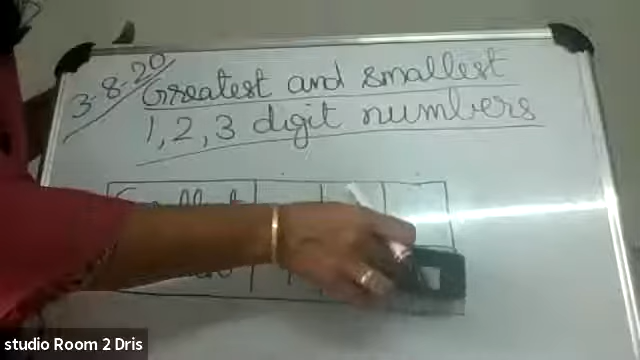 3.8.20
Greatest and smallest
1, 2, 3 digit numbers
studio Room 2 Dris